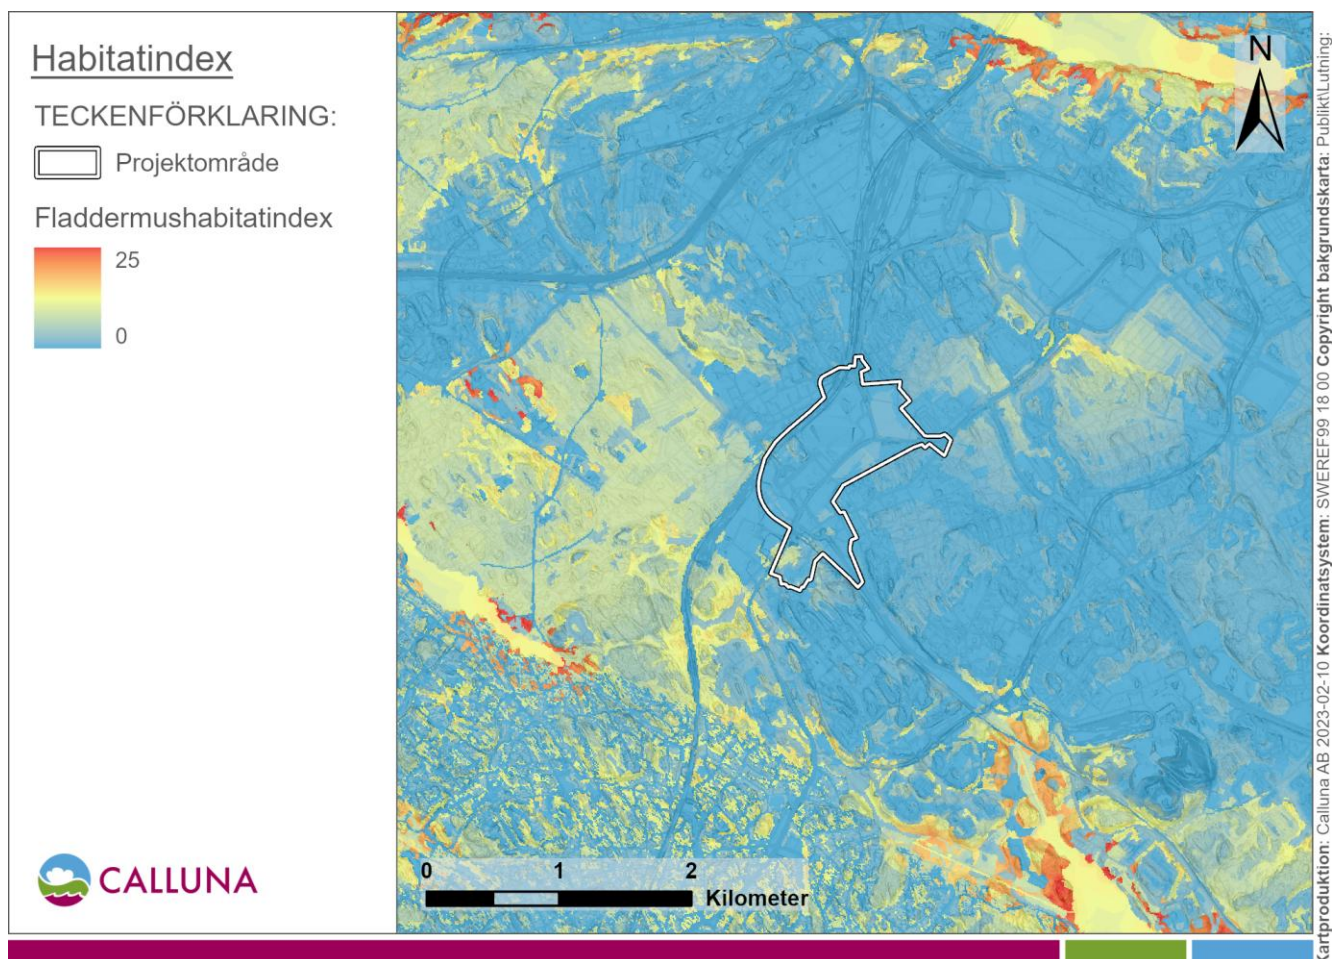 Habitatindex
TECKENFÖRKLARING:
Projektområde
Fladdermushabitatindex
25
0
CALLUNA
N
0 1 2
Kilometer
Kartproduktion: Calluna AB 2023-02-10 Koordinatsystem: SWEREF99 18 00 Copyright bakgrundskarta: Publikt\Lutning: